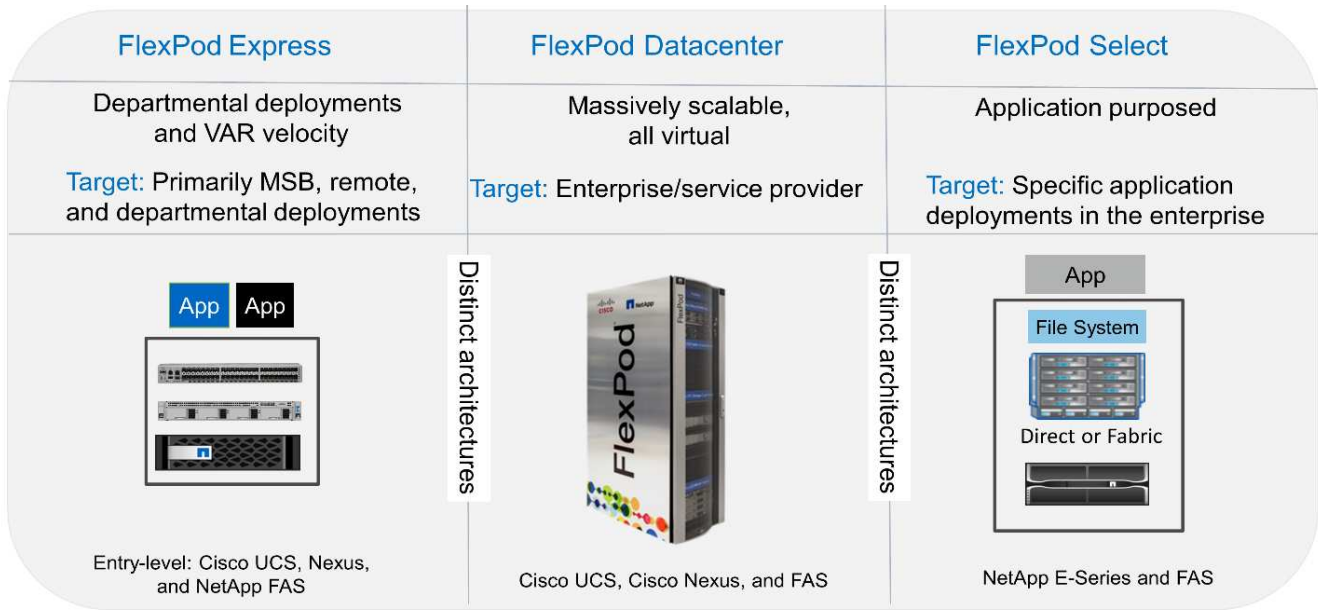 FlexPod Express
Departmental deployments
and VAR velocity
Target: Primarily MSB, remote,
and departmental deployments
App App
Entry-level: Cisco UCS, Nexus,
and NetApp FAS
Distinct architectures
FlexPod Datacenter
Massively scalable,
all virtual
Target: Enterprise/service provider
CISCO NetApp
FlexPod
FlexPod
Cisco UCS, Cisco Nexus, and FAS
Distinct architectures
FlexPod Select
Application purposed
Target: Specific application
deployments in the enterprise
App
File System
Direct or Fabric
NetApp E-Series and FAS